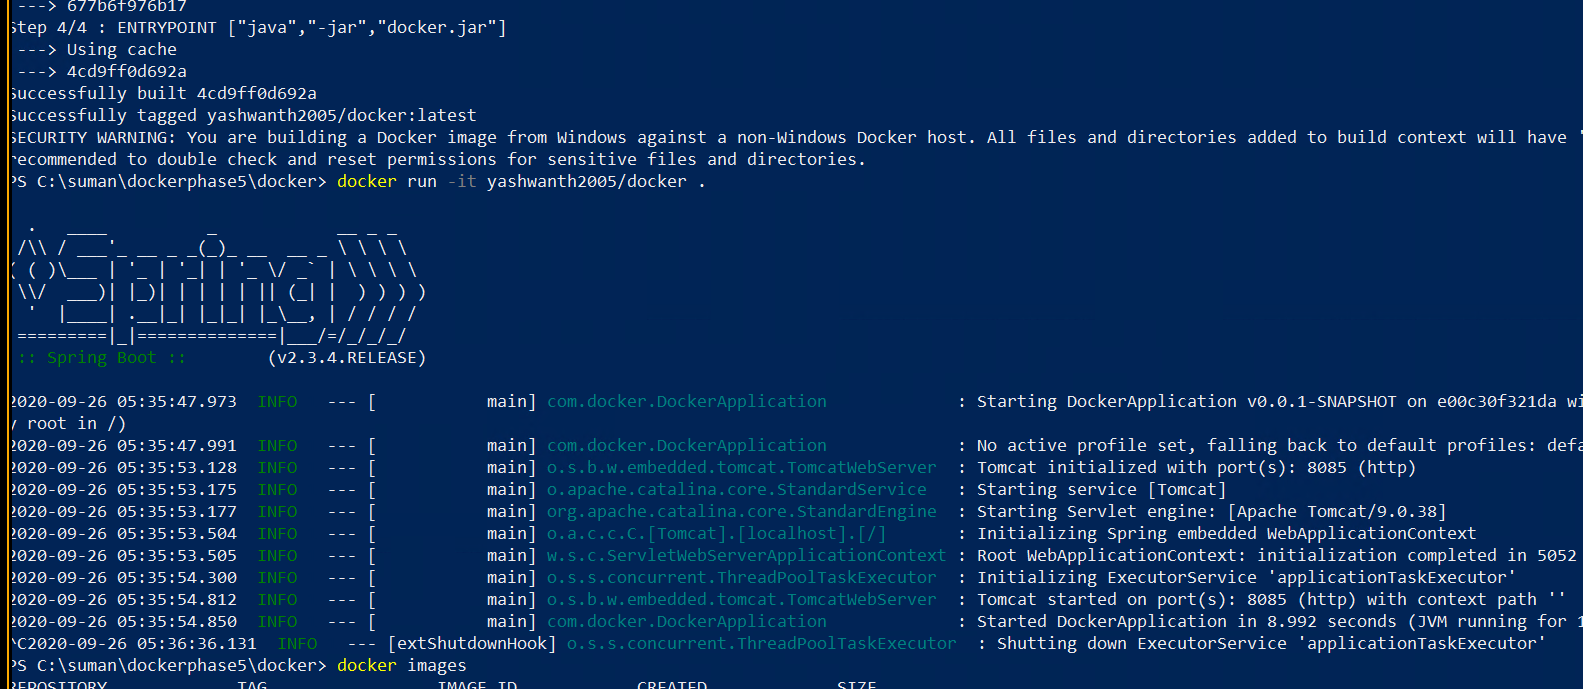 ---> 677b6f976b17
Step 4/4 : ENTRYPOINT ["java","-jar","docker.jar"]
---> Using cache
---> 4cd9ff0d692a
Successfully built 4cd9ff0d692a
Successfully tagged yashwanth2005/docker:latest
SECURITY WARNING: You are building a Docker image from Windows against a non-Windows Docker host. All files and directories added to build context will have '
recommended to double check and reset permissions for sensitive files and directories.
PS C:\suman\dockerphase5\docker> docker run -it yashwanth2005/docker .
Spring
:: Spring Boot :: (v2.3.4.RELEASE)
2020-09-26 05:35:47.973 INFO --- [ main] com.docker.DockerApplication : Starting DockerApplication v0.0.1-SNAPSHOT on e00c30f321da wi
y root in /)
2020-09-26 05:35:47.991 INFO --- [ main] com.docker.DockerApplication : No active profile set, falling back to default profiles: defa
2020-09-26 05:35:53.128 INFO --- [ main] o.s.b.w.embedded.tomcat.TomcatWebServer : Tomcat initialized with port(s): 8085 (http)
2020-09-26 05:35:53.175 INFO --- [ main] o.apache.catalina.core.StandardService : Starting service [Tomcat]
2020-09-26 05:35:53.177 INFO --- [ main] org.apache.catalina.core.StandardEngine : Starting Servlet engine: [Apache Tomcat/9.0.38]
2020-09-26 05:35:53.504 INFO --- [ main] o.a.c.c.C.[Tomcat].[localhost].[/] : Initializing Spring embedded WebApplicationContext
2020-09-26 05:35:53.505 INFO --- [ main] w.s.c.ServletWebServerApplicationContext : Root WebApplicationContext: initialization completed in 5052
2020-09-26 05:35:54.300 INFO --- [ main] o.s.s.concurrent.ThreadPoolTaskExecutor : Initializing ExecutorService 'applicationTaskExecutor'
2020-09-26 05:35:54.812 INFO --- [ main] o.s.b.w.embedded.tomcat.TomcatWebServer : Tomcat started on port(s): 8085 (http) with context path ''
2020-09-26 05:35:54.850 INFO --- [ main] com.docker.DockerApplication : Started DockerApplication in 8.992 seconds (JVM running for 1
^C2020-09-26 05:36:36.131 INFO --- [extShutdownHook] o.s.s.concurrent.ThreadPoolTaskExecutor : Shutting down ExecutorService 'applicationTaskExecutor'
PS C:\suman\dockerphase5\docker> docker images
REPOSITORY TAG IMAGE ID CREATED SIZE